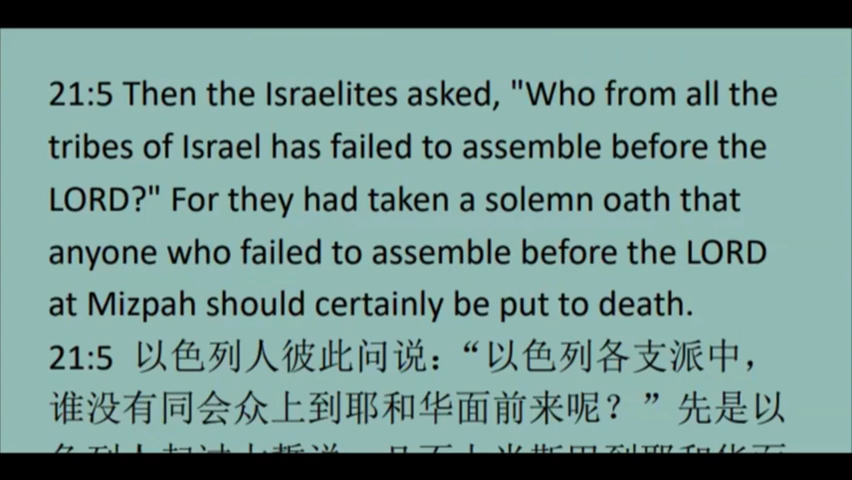 21:5 Then the Israelites asked, "Who from all the
tribes of Israel has failed to assemble before the
LORD?" For they had taken a solemn oath that
anyone who failed to assemble before the LORD
at Mizpah should certainly be put to death.
21:5 以色列人彼此问说：“以色列各支派中，
谁没有同会众上到耶和华面前来呢？”先是以